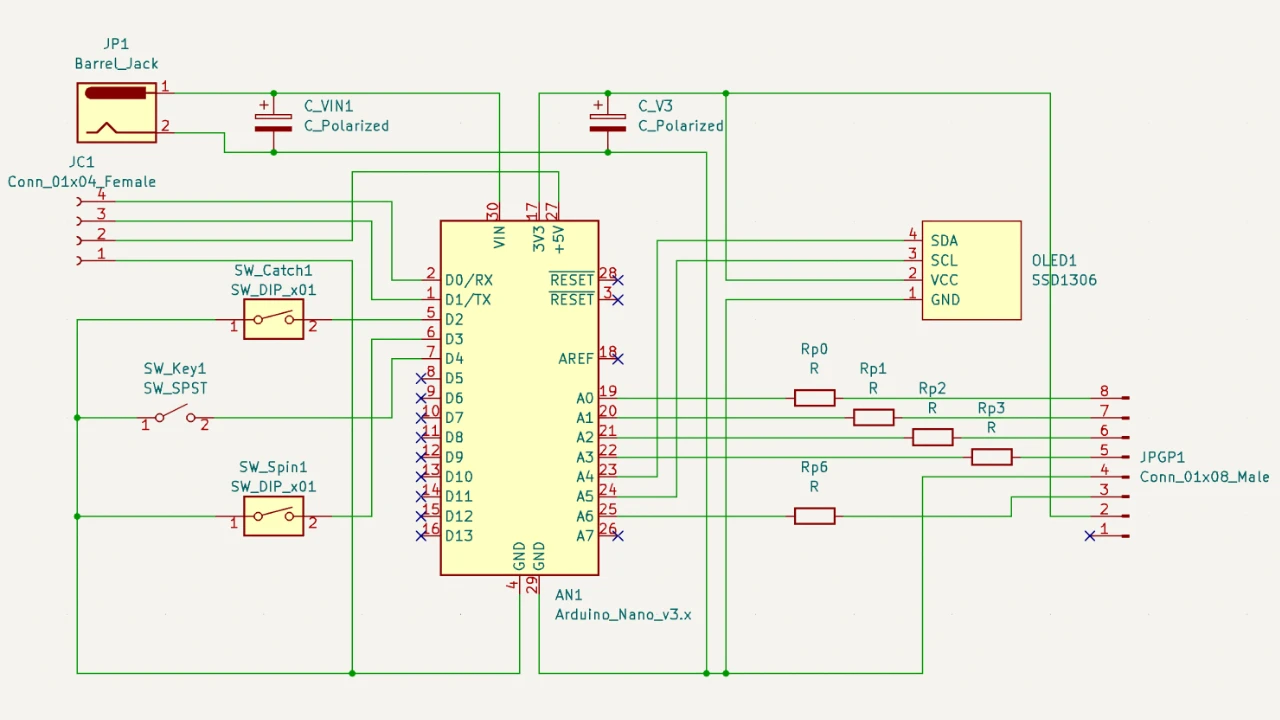 JP1
Barrel_Jack
1
2
+
C_VIN1
C_Polarized
+
C_V3
C_Polarized
JC1
Conn_01x04_Female
4
3
2
1
SW_Catch1
SW_DIP_x01
1
2
SW_Key1
SW_SPST
1
2
SW_Spin1
SW_DIP_x01
1
2
30
17
27
VIN
3V3
+5V
2 D0/RX
1 D1/TX
5 D2
6 D3
7 D4
8 D5
9 D6
10 D7
11 D8
12 D9
13 D10
14 D11
15 D12
16 D13
RESET 28
RESET 3
AREF 18
A0 19
A1 20
A2 21
A3 22
A4 23
A5 24
A6 25
A7 26
GND
GND
4
29
AN1
Arduino_Nano_v3.x
4 SDA
3 SCL
2 VCC
1 GND
OLED1
SSD1306
Rp0
R
Rp1
R
Rp2
R
Rp3
R
Rp6
R
8
7
6
5
4
3
2
1
JPGP1
Conn_01x08_Male